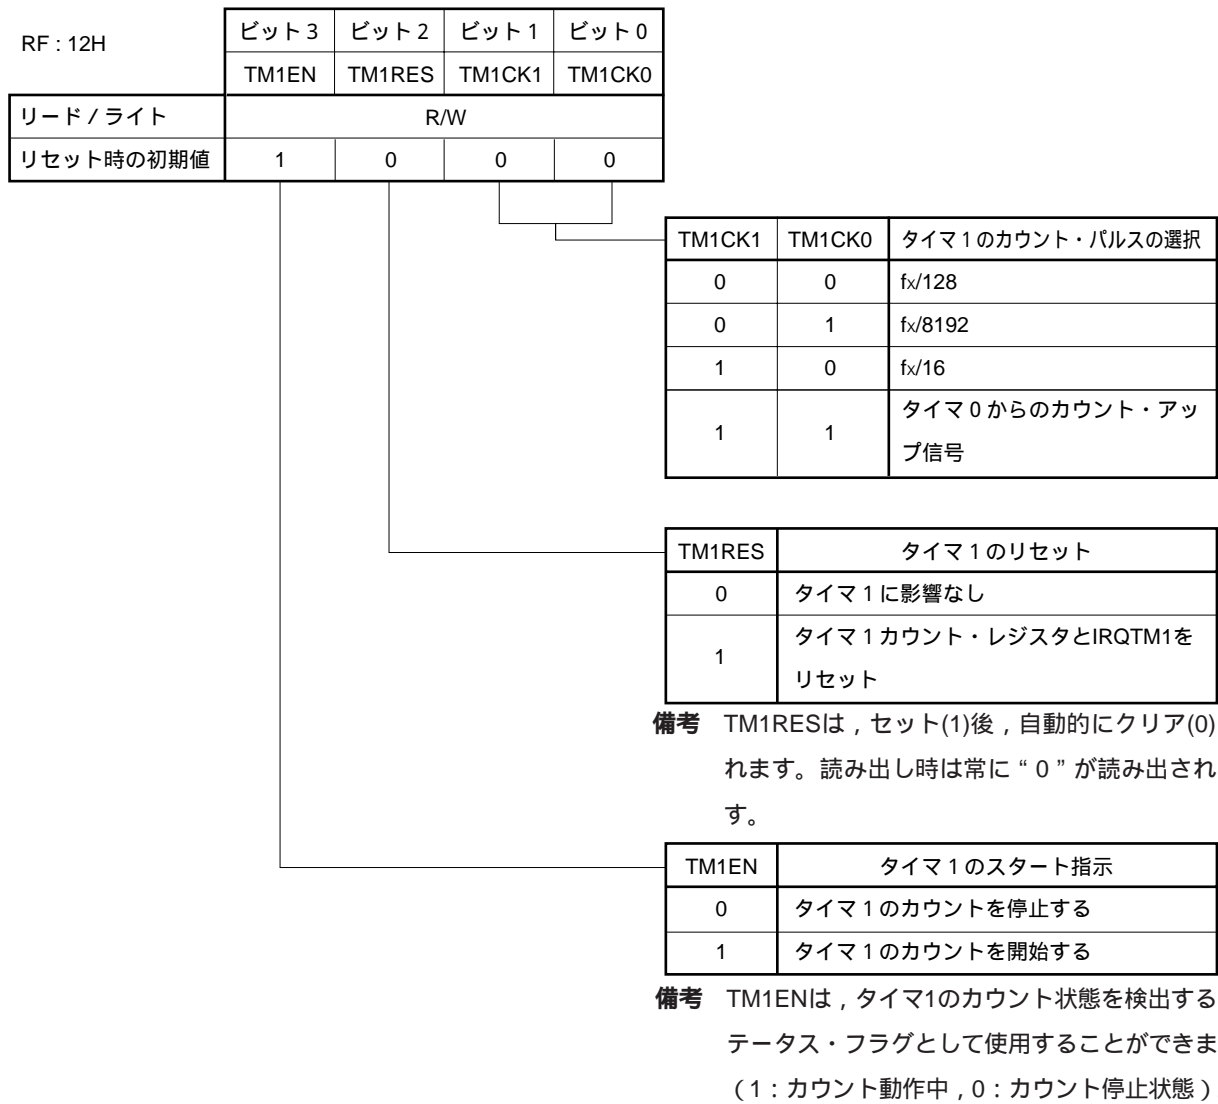 RF : 12H
ビット 3 ビット 2 ビット 1 ビット 0
TM1EN TM1RES TM1CK1 TM1CK0
リード / ライト R/W
リセット時の初期値 1 0 0 0
TM1CK1 TM1CK0 タイマ 1 のカウント・パルスの選択
0 0 fx/128
0 1 fx/8192
1 0 fx/16
1 1 タイマ 0 からのカウント・アッ
プ信号
TM1RES タイマ 1 のリセット
0 タイマ 1 に影響なし
1 タイマ 1 カウント・レジスタとIRQTM1を
リセット
備考 TM1RESは , セット(1)後 , 自動的にクリア(0)
れます。読み出し時は常に “ 0 ” が読み出され
す。
TM1EN タイマ 1 のスタート指示
0 タイマ 1 のカウントを停止する
1 タイマ 1 のカウントを開始する
備考 TM1ENは , タイマ1のカウント状態を検出する
テータス・フラグとして使用することができま
( 1 : カウント動作中 , 0 : カウント停止状態 )